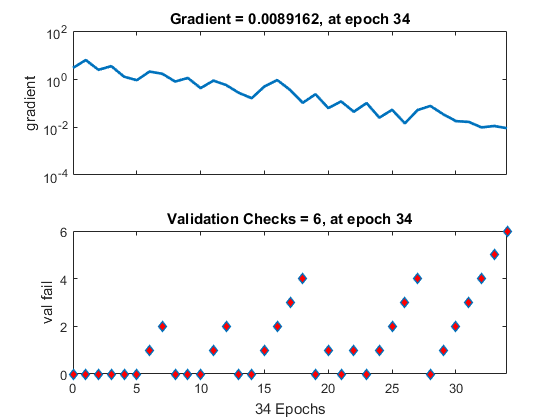 Gradient = 0.0089162, at epoch 34
10^2
10^0
10^-2
10^-4
gradient
Validation Checks = 6, at epoch 34
6
4
2
0
val fail
0 5 10 15 20 25 30
34 Epochs